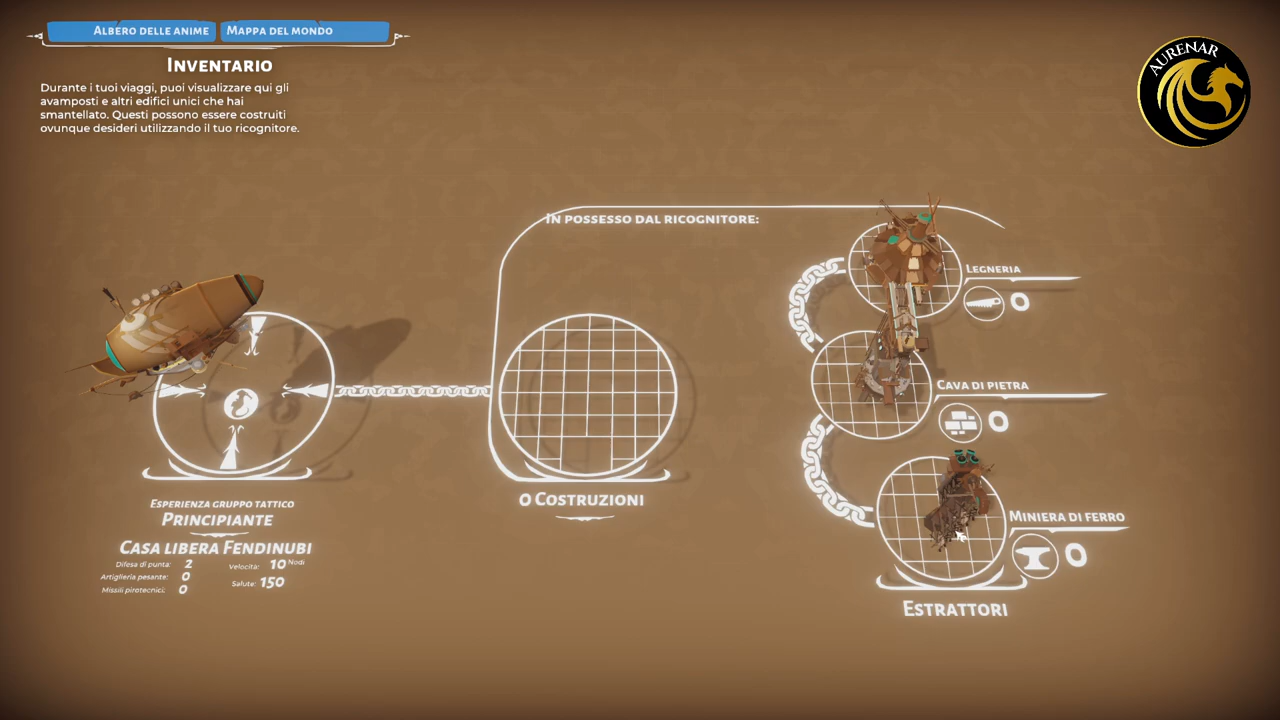 Albero delle anime
Mappa del mondo
Inventario
Durante i tuoi viaggi, puoi visualizzare qui gli
avamposti e altri edifici unici che hai
smantellato. Questi possono essere costruiti
ovunque desideri utilizzando il tuo ricognitore.
AURENAR
In possesso dal ricognitore:
Legneria
0
Cava di pietra
0
Miniera di ferro
0
Estrattori
0 Costruzioni
Esperienza gruppo tattico
Principiante
Casa libera Fendinubi
Difesa di punta: 2
Artiglieria pesante: 0
Missili pirotecnici: 0
Velocità: 10 Nodi
Salute: 150